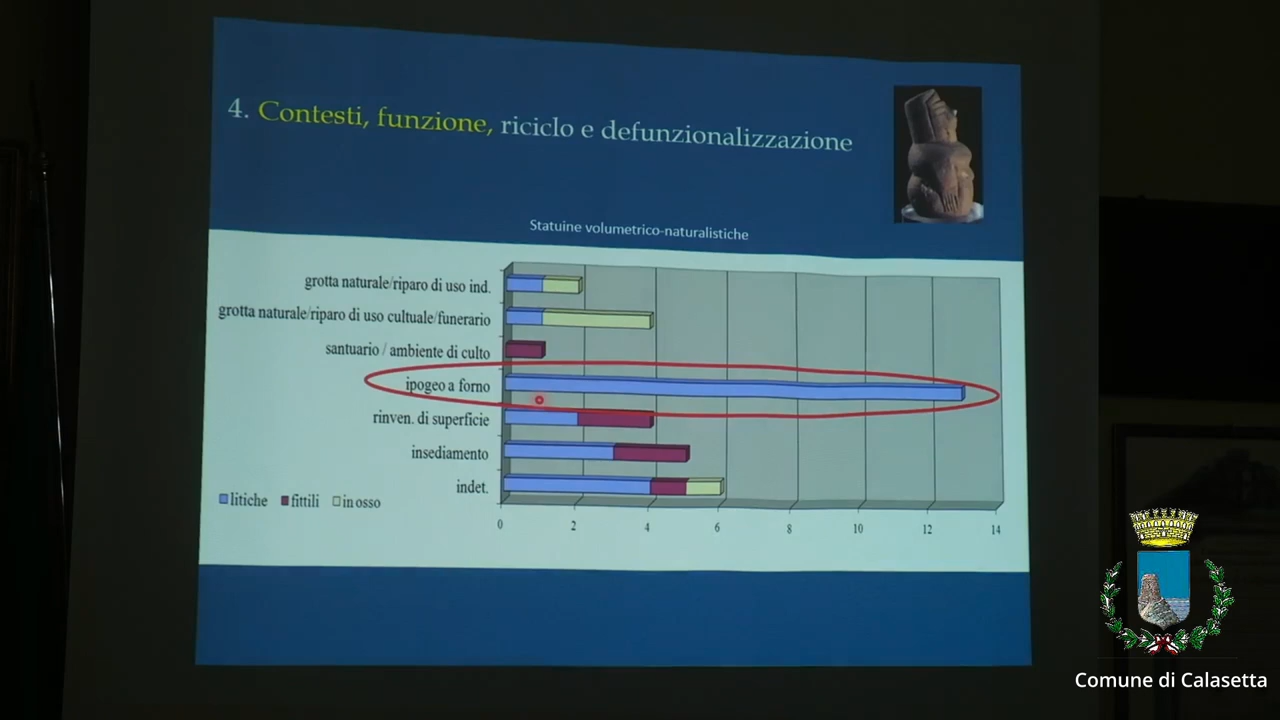 4. Contesti, funzione, riciclo e defunzionalizzazione
Statuine volumetrico-naturalistiche
grotta naturale/riparo di uso ind.
grotta naturale/riparo di uso cultuale/funerario
santuario / ambiente di culto
ipogeo a forno
rinven. di superficie
insediamento
indet.
litiche fittili in osso
0 2 4 6 8 10 12 14
Comune di Calasetta